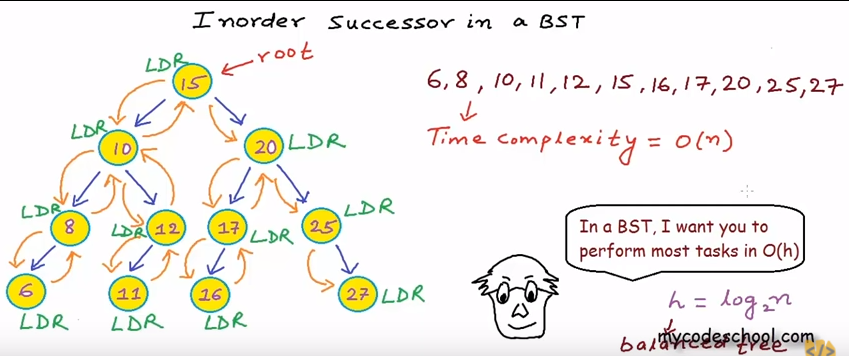 Inorder Successor in a BST
LDR
15
root
6, 8, 10, 11, 12, 15, 16, 17, 20, 25, 27
Time complexity = O(n)
LDR
10
20
LDR
LDR
8
LDR
12
17
LDR
25
LDR
In a BST, I want you to
perform most tasks in O(h)
6
11
16
27
LDR
LDR
LDR
LDR
h = log₂n
balanced tree
mycodeschool.com
</>